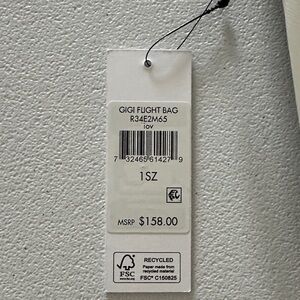 GIGI FLIGHT BAG
R34E2M65
IOV
7 32465 61427 9
1SZ
MSRP $158.00
FSC
RECYCLED
Paper made from
recycled material
FSC® C150825